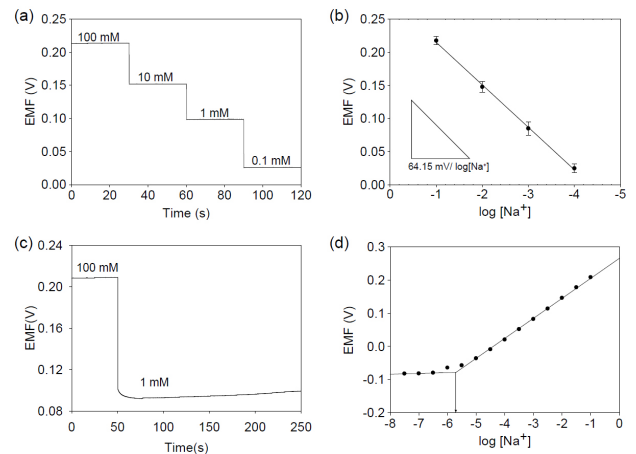 (a)
EMF (V)
0.25
0.20
0.15
0.10
0.05
0.00
100 mM
10 mM
1 mM
0.1 mM
0 20 40 60 80 100 120
Time (s)
(b)
EMF (V)
0.25
0.20
0.15
0.10
0.05
0.00
64.15 mV/ log[Na⁺]
0 -1 -2 -3 -4 -5
log [Na⁺]
(c)
EMF(V)
0.24
0.20
0.16
0.12
0.08
100 mM
1 mM
0 50 100 150 200 250
Time(s)
(d)
EMF (V)
0.3
0.2
0.1
0.0
-0.1
-0.2
-8 -7 -6 -5 -4 -3 -2 -1 0
log [Na⁺]